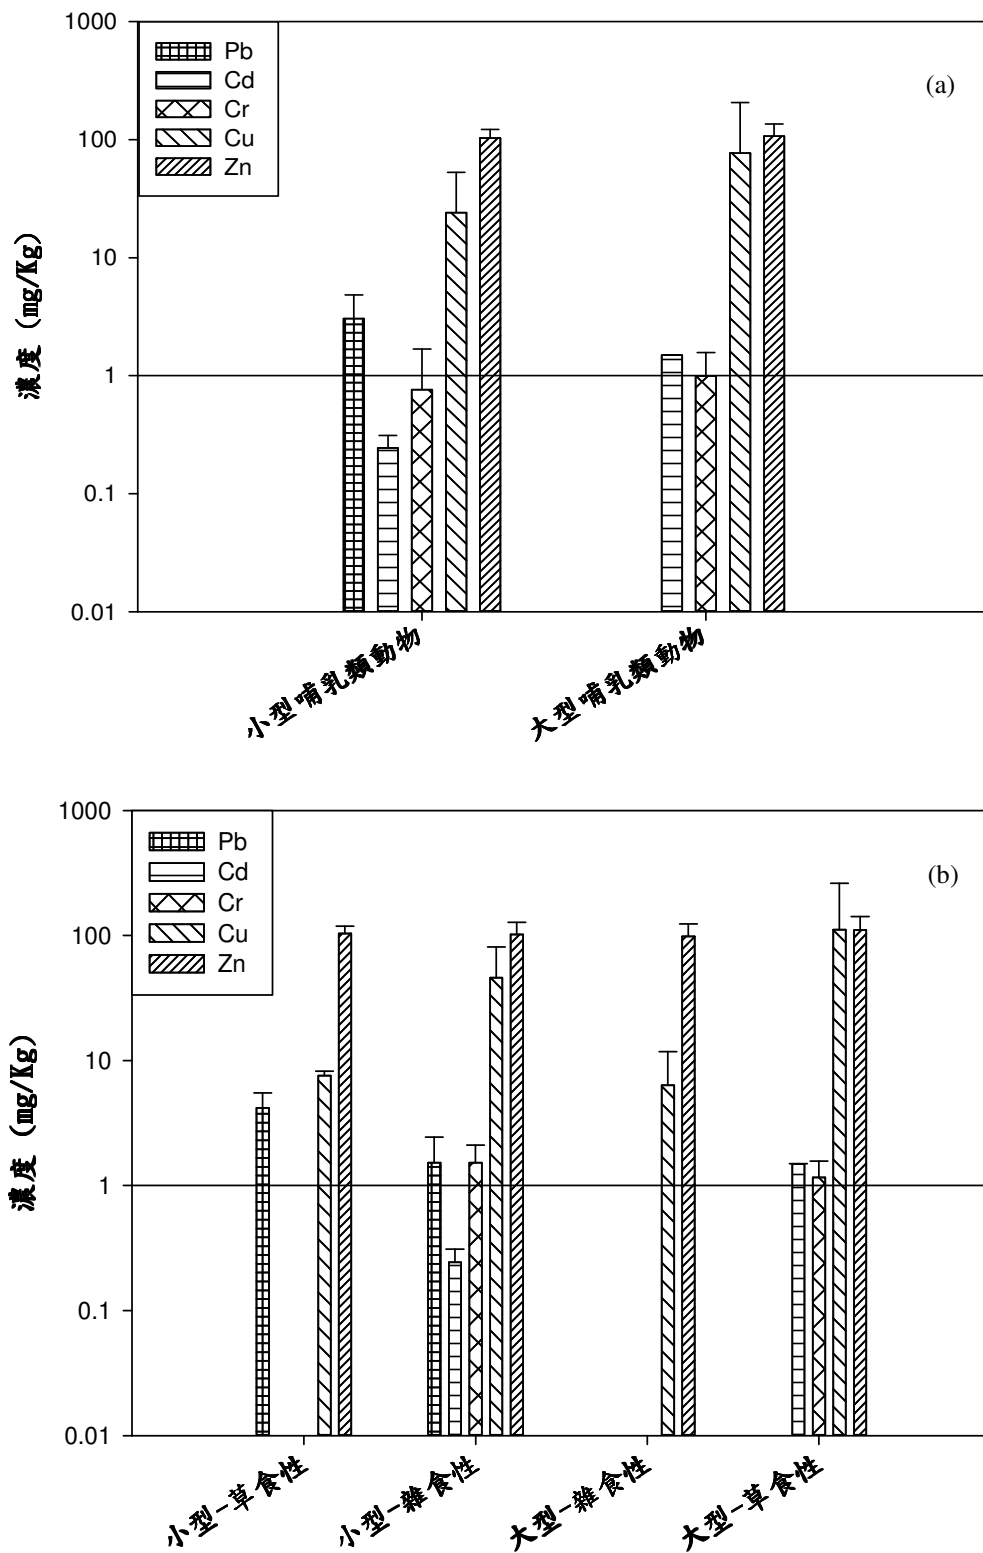 1000
100
10
1
0.1
0.01
濃度 (mg/Kg)
Pb
Cd
Cr
Cu
Zn
(a)
小型哺乳類動物
大型哺乳類動物
1000
100
10
1
0.1
0.01
濃度 (mg/Kg)
Pb
Cd
Cr
Cu
Zn
(b)
小型-草食性
小型-雜食性
大型-雜食性
大型-草食性